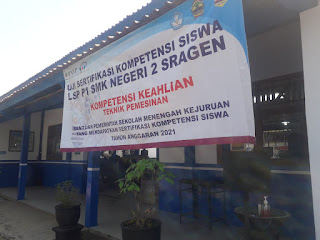 UJI SERTIFIKASI KOMPETENSI SISWA
LSP P1 SMK NEGERI 2 SRAGEN
KOMPETENSI KEAHLIAN
TEKNIK PEMESINAN
BANTUAN PEMERINTAH SEKOLAH MENENGAH KEJURUAN
YANG MENDAPATKAN SERTIFIKASI KOMPETENSI SISWA
TAHUN ANGGARAN 2021